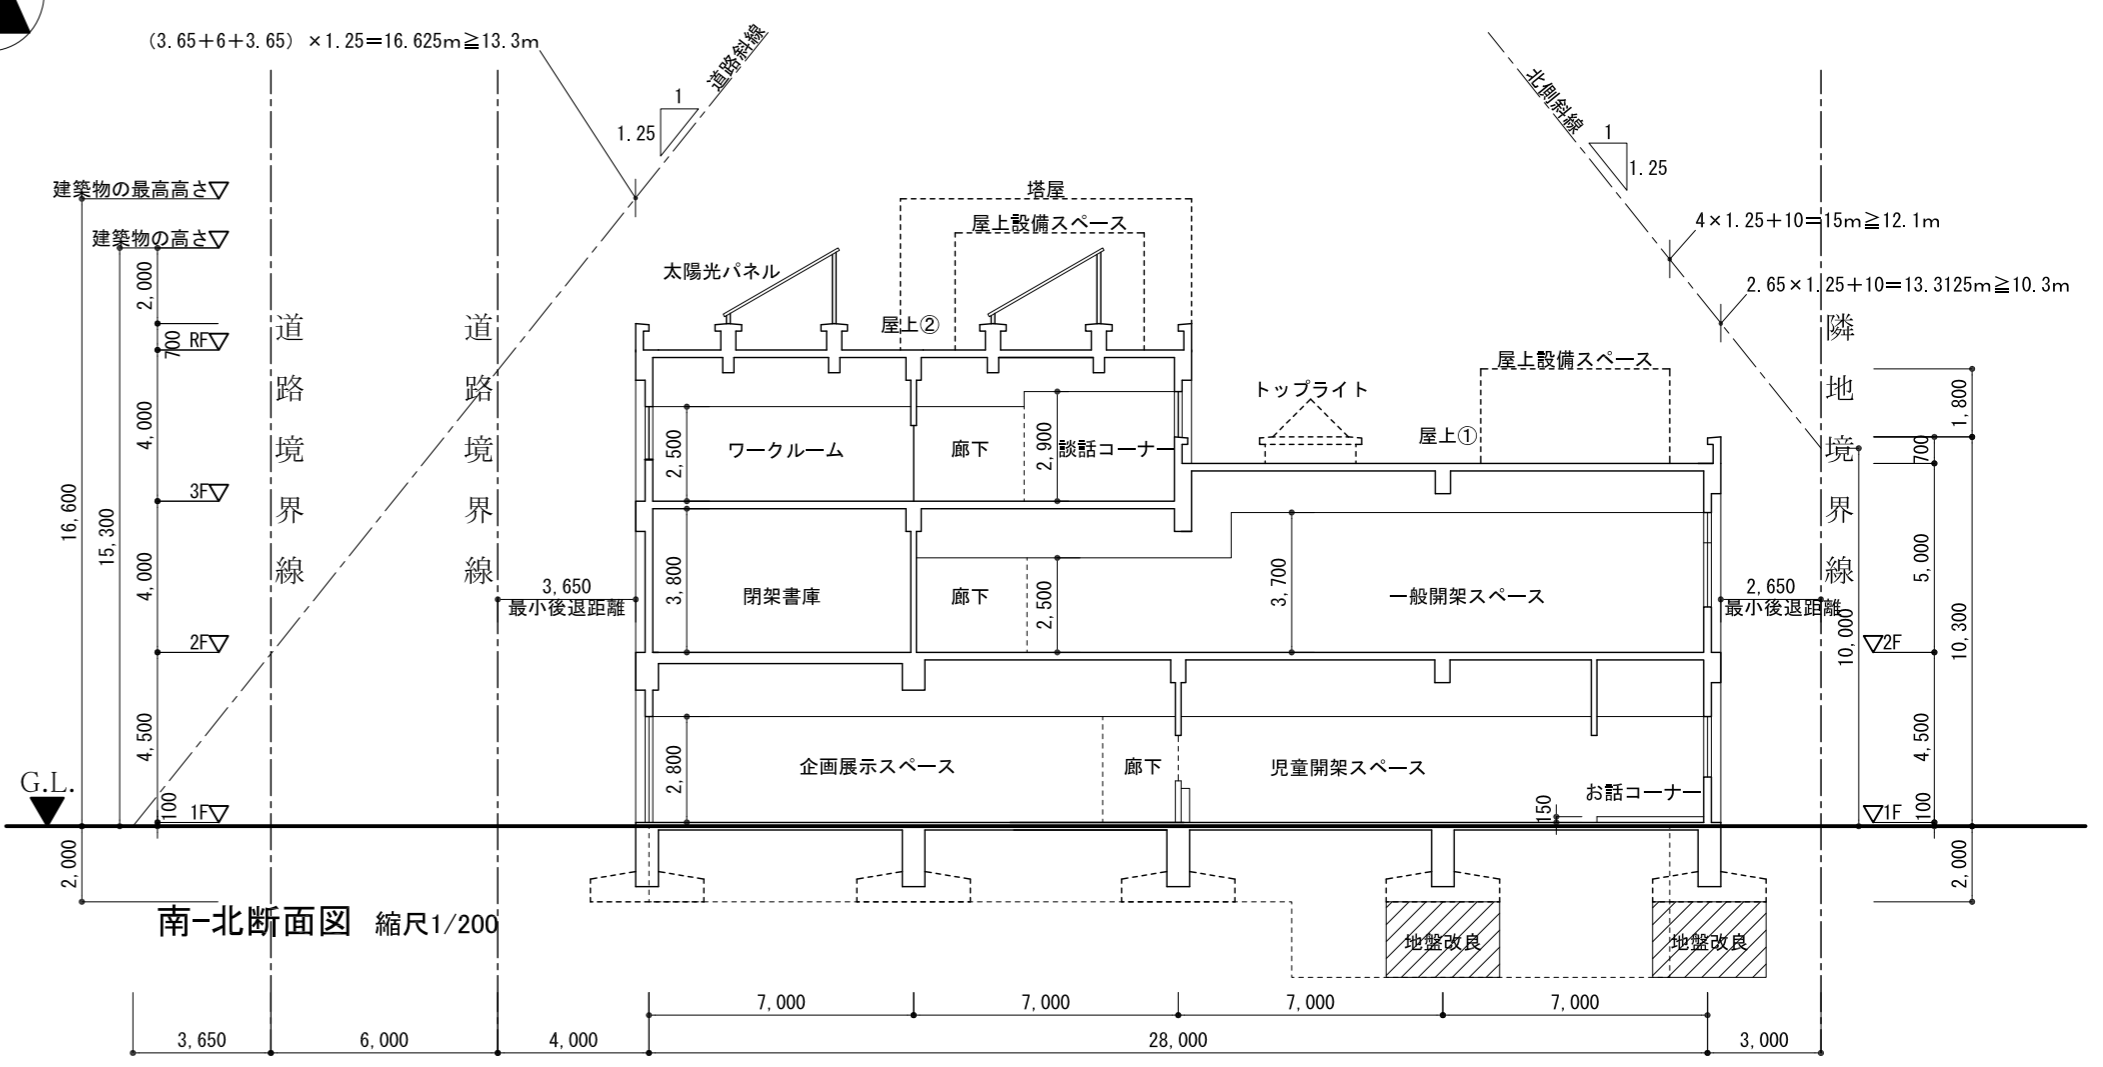 (3.65+6+3.65) ×1.25=16.625m≧13.3m
道路斜線
1
1.25
北側斜線
1
1.25
4×1.25+10=15m≧12.1m
2.65×1.25+10=13.3125m≧10.3m
建築物の最高高さ▽
建築物の高さ▽
塔屋
屋上設備スペース
太陽光パネル
屋上②
2,000
700
RF▽
4,000
3F▽
4,000
2F▽
4,500
100
1F▽
16,600
15,300
G.L.
2,000
道路境界線
道路境界線
3,650
最小後退距離
トップライト
屋上設備スペース
屋上①
2,500
ワークルーム
廊下
2,900
談話コーナー
3,800
閉架書庫
廊下
2,500
3,700
一般開架スペース
2,800
企画展示スペース
廊下
児童開架スペース
150
お話コーナー
隣地境界線
2,650
最小後退距離
10,000
1,800
700
5,000
10,300
▽2F
4,500
100
▽1F
2,000
南-北断面図 縮尺1/200
地盤改良
地盤改良
7,000
7,000
7,000
7,000
3,650
6,000
4,000
28,000
3,000